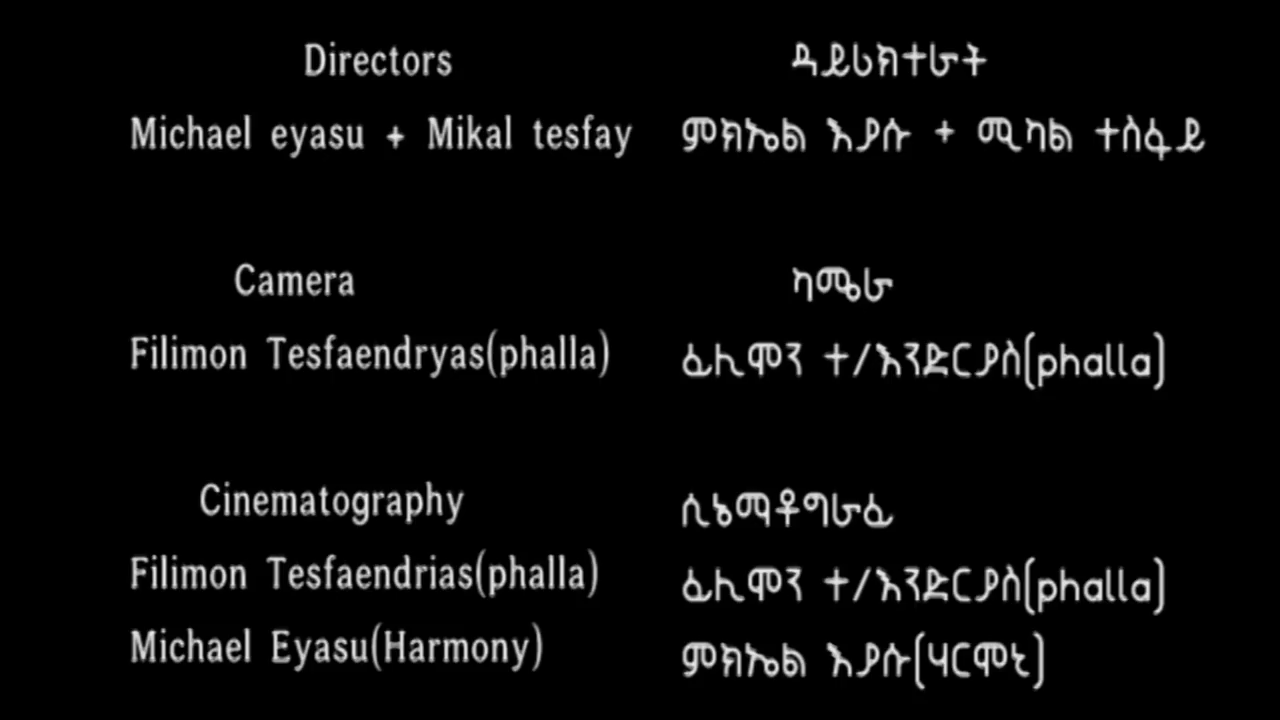 Directors ዳይሬክተራት
Michael eyasu + Mikal tesfay ምክኤል እያሱ + ሚካል ተስፋይ
Camera ካሜራ
Filimon Tesfaendryas(phalla) ፊሊሞን ተ/እንድርያስ(phalla)
Cinematography ሲኔማቶግራፊ
Filimon Tesfaendrias(phalla) ፊሊሞን ተ/እንድርያስ(phalla)
Michael Eyasu(Harmony) ምክኤል እያሱ(ሃርሞኒ)